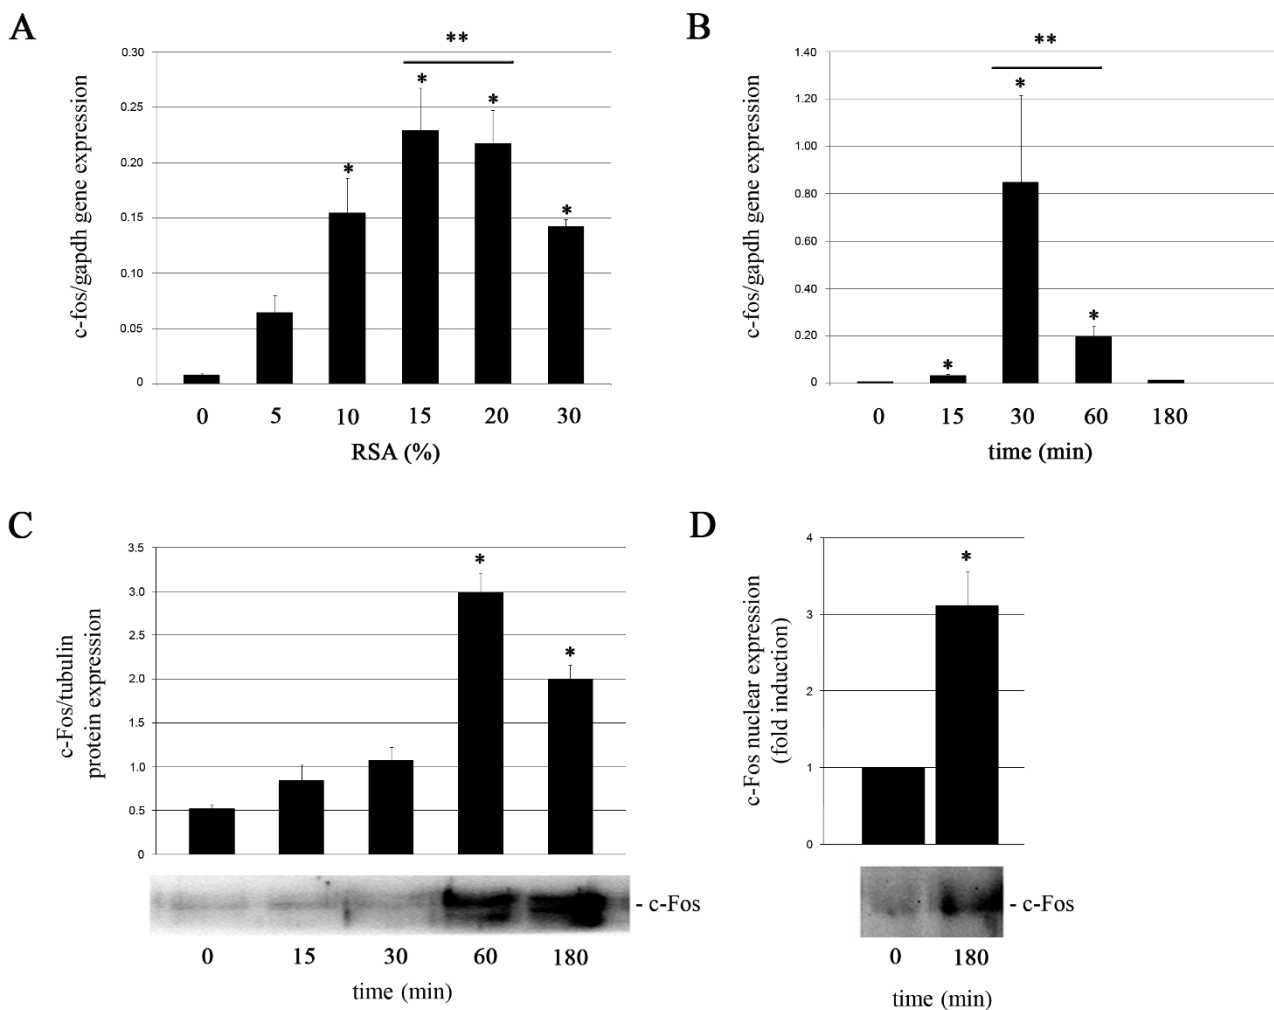 A
**
0.30
0.25
0.20
0.15
0.10
0.05
0
c-fos/gapdh gene expression
*
*
*
*
0 5 10 15 20 30
RSA (%)
B
**
1.40
1.20
1.00
0.80
0.60
0.40
0.20
0
c-fos/gapdh gene expression
*
*
*
0 15 30 60 180
time (min)
C
3.5
3.0
2.5
2.0
1.5
1.0
0.5
0
c-Fos/tubulin
protein expression
*
*
- c-Fos
0 15 30 60 180
time (min)
D
4
3
2
1
0
c-Fos nuclear expression
(fold induction)
*
- c-Fos
0 180
time (min)